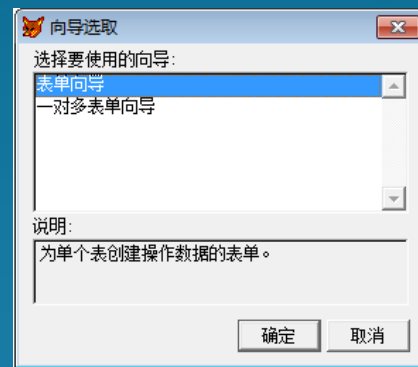 向导选取
选择要使用的向导:
表单向导
一对多表单向导
说明:
为单个表创建操作数据的表单。
确定
取消